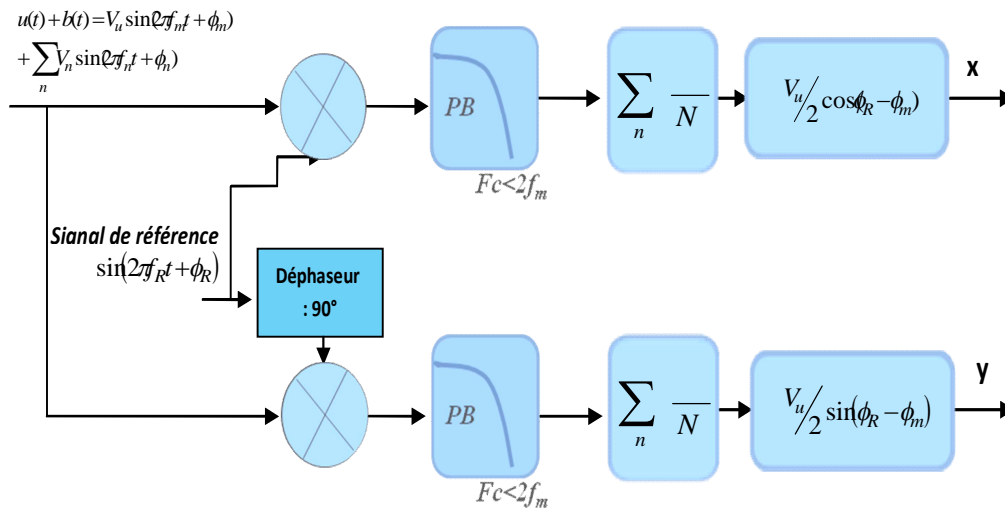 u(t)+b(t)=V_u sin(2πf_m t+ϕ_m)
+∑_n V_n sin(2πf_n t+ϕ_n)
x
PB
∑_n
N
V_u/2 cos(ϕ_R−ϕ_m)
Fc<2f_m
Sianal de référence
sin(2πf_R t+ϕ_R)
Déphaseur
: 90°
y
PB
∑_n
N
V_u/2 sin(ϕ_R−ϕ_m)
Fc<2f_m